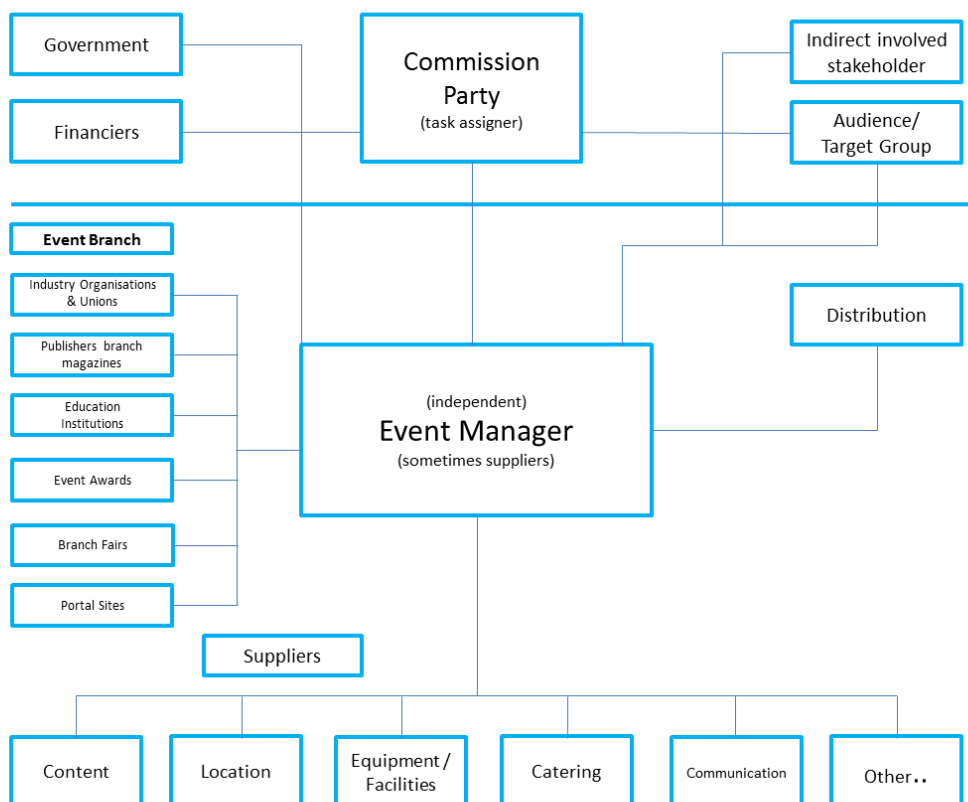 Government
Financiers
Commission
Party
(task assigner)
Indirect involved
stakeholder
Audience/
Target Group
Event Branch
Industry Organisations
& Unions
Publishers branch
magazines
Education
Institutions
Event Awards
Branch Fairs
Portal Sites
Distribution
(independent)
Event Manager
(sometimes suppliers)
Suppliers
Content
Location
Equipment /
Facilities
Catering
Communication
Other..